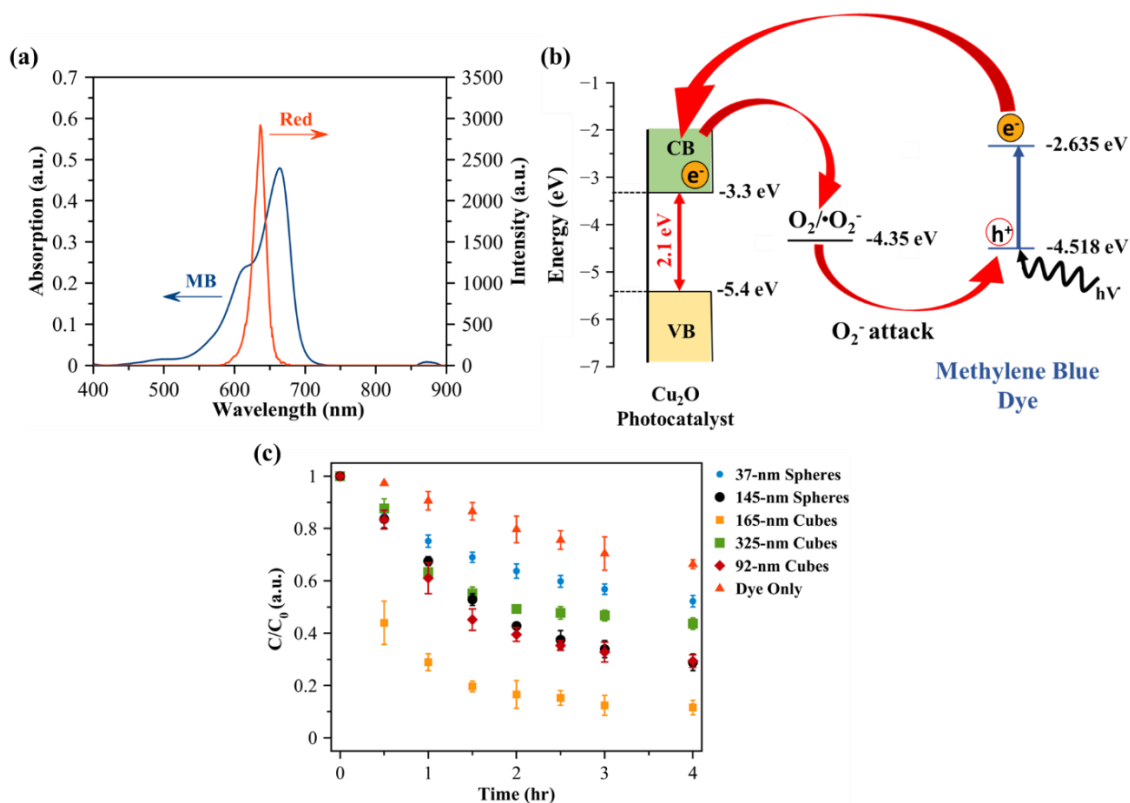 (a)
0.7
0.6
0.5
0.4
0.3
0.2
0.1
0
Absorption (a.u.)
3500
3000
2500
2000
1500
1000
500
0
Intensity (a.u.)
Red
MB
400 500 600 700 800 900
Wavelength (nm)
(b)
−1
−2
−3
−4
−5
−6
−7
Energy (eV)
CB
e⁻
-3.3 eV
2.1 eV
-5.4 eV
VB
Cu₂O
Photocatalyst
O₂/•O₂⁻
-4.35 eV
O₂⁻ attack
e⁻
-2.635 eV
h⁺
-4.518 eV
Methylene Blue
Dye
(c)
1
0.8
0.6
0.4
0.2
0
C/C₀ (a.u.)
0 1 2 3 4
Time (hr)
37-nm Spheres
145-nm Spheres
165-nm Cubes
325-nm Cubes
92-nm Cubes
Dye Only